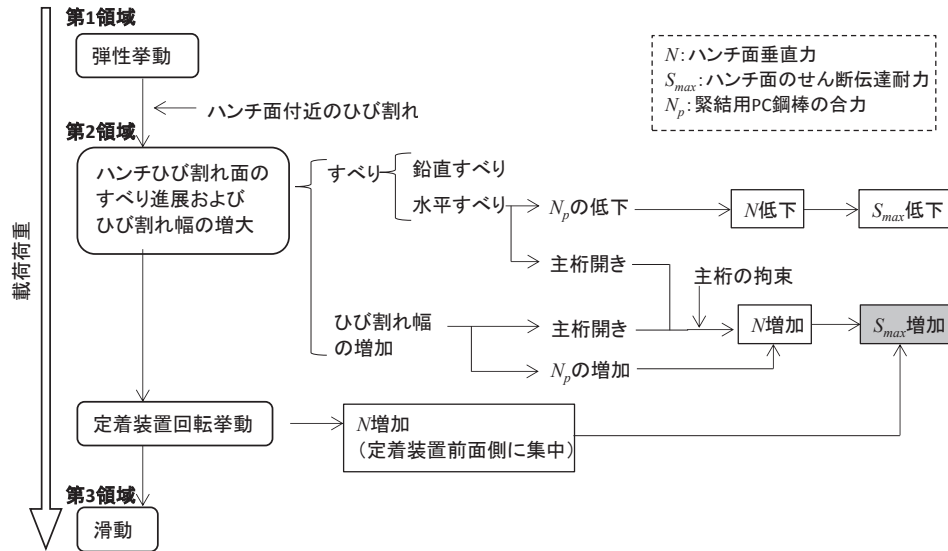 第1領域
弾性挙動
ハンチ面付近のひび割れ
N:ハンチ面垂直力
Smax:ハンチ面のせん断伝達耐力
Np:緊結用PC鋼棒の合力
第2領域
ハンチひび割れ面の
すべり進展および
ひび割れ幅の増大
すべり
鉛直すべり
水平すべり
Npの低下
N低下
Smax低下
主桁開き
主桁の拘束
ひび割れ幅
の増加
主桁開き
N増加
Smax増加
Npの増加
載荷荷重
定着装置回転挙動
N増加
(定着装置前面側に集中)
第3領域
滑動